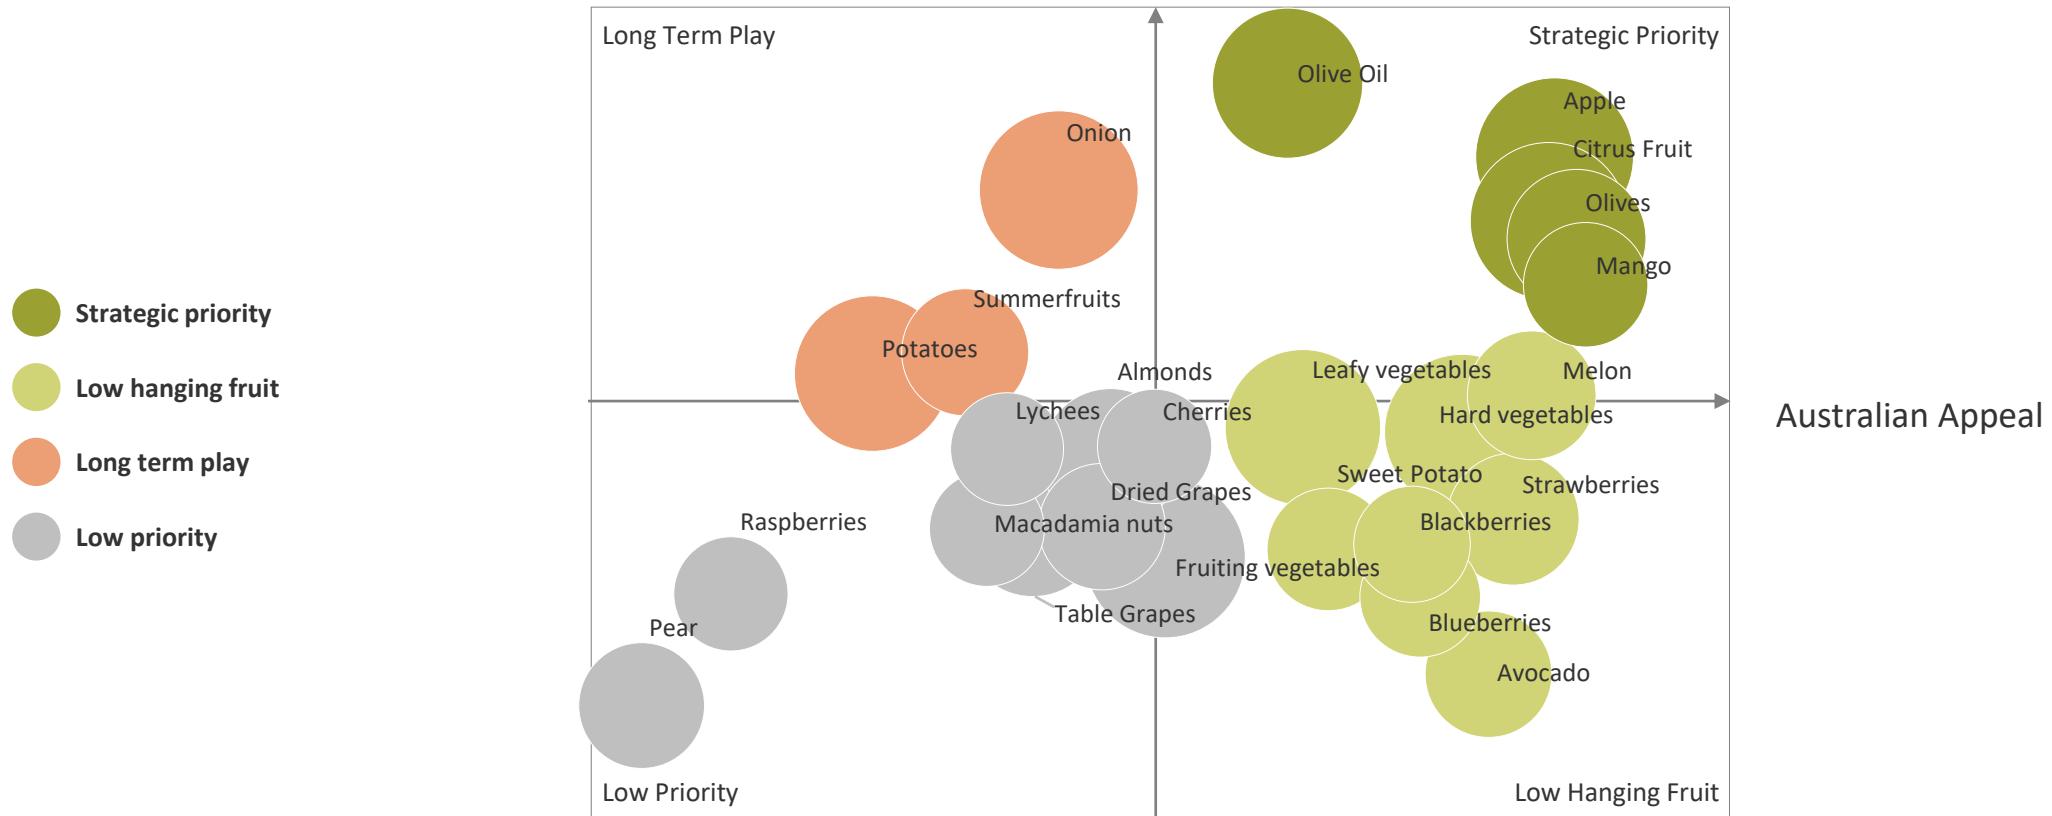 Long Term Play
Strategic Priority
Olive Oil
Apple
Onion
Citrus Fruit
Olives
Mango
Summerfruits
Strategic priority
Potatoes
Almonds
Leafy vegetables
Melon
Low hanging fruit
Lychees
Cherries
Hard vegetables
Australian Appeal
Long term play
Sweet Potato
Strawberries
Dried Grapes
Raspberries
Macadamia nuts
Blackberries
Low priority
Fruiting vegetables
Table Grapes
Blueberries
Pear
Avocado
Low Priority
Low Hanging Fruit